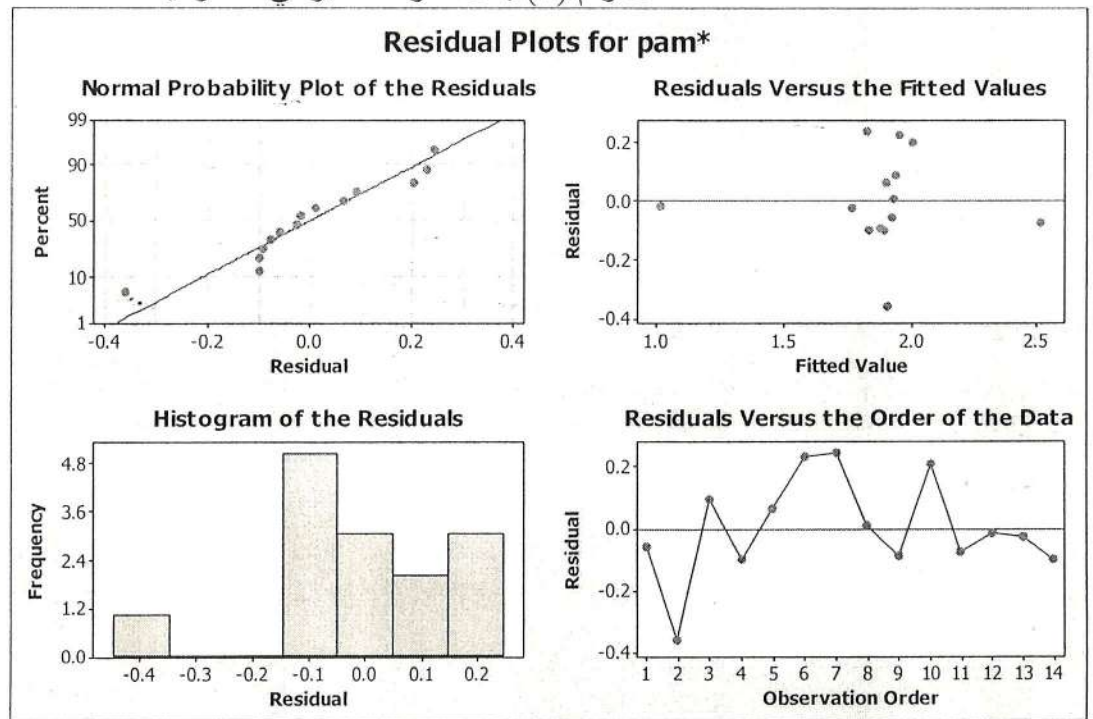 Residual Plots for pam*
Normal Probability Plot of the Residuals
99
90
50
10
1
Percent
-0.4 -0.2 0.0 0.2 0.4
Residual
Residuals Versus the Fitted Values
0.2
0.0
-0.2
-0.4
Residual
1.0 1.5 2.0 2.5
Fitted Value
Histogram of the Residuals
4.8
3.6
2.4
1.2
0.0
Frequency
-0.4 -0.3 -0.2 -0.1 0.0 0.1 0.2
Residual
Residuals Versus the Order of the Data
0.2
0.0
-0.2
-0.4
Residual
1 2 3 4 5 6 7 8 9 10 11 12 13 14
Observation Order